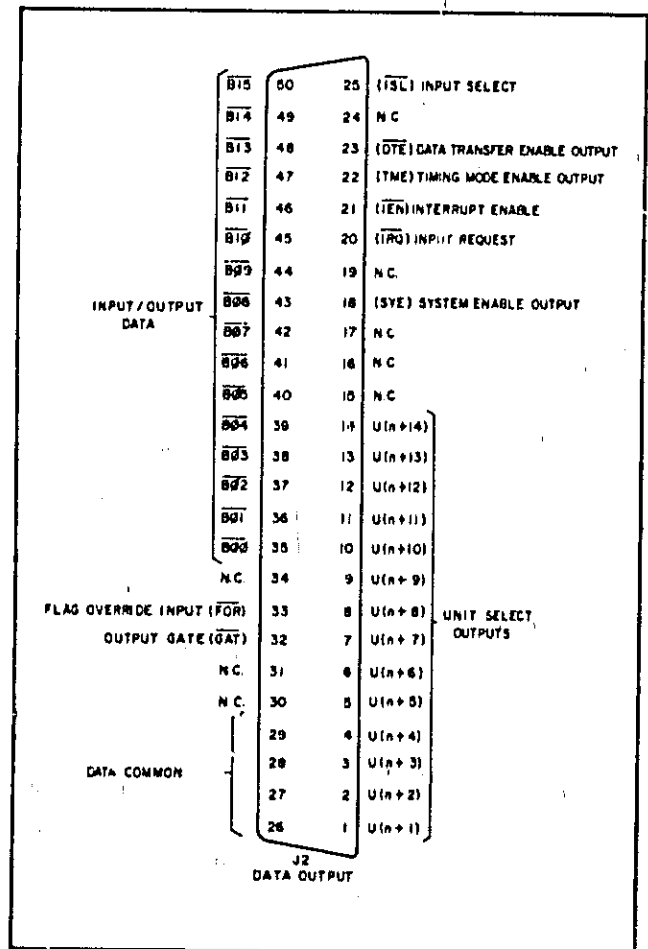 B15 50 25 (ISL) INPUT SELECT
B14 49 24 N.C
B13 48 23 (DTE) DATA TRANSFER ENABLE OUTPUT
B12 47 22 (TME) TIMING MODE ENABLE OUTPUT
B11 46 21 (IEN) INTERRUPT ENABLE
B1Ø 45 20 (IRQ) INPUT REQUEST
BØ9 44 19 N.C.
INPUT/OUTPUT
DATA
BØ8 43 18 (SYE) SYSTEM ENABLE OUTPUT
BØ7 42 17 N.C
BØ6 41 16 N.C
BØ5 40 15 N.C
BØ4 39 14 U(n+14)
BØ3 38 13 U(n+13)
BØ2 37 12 U(n+12)
BØ1 36 11 U(n+11)
BØØ 35 10 U(n+10)
N.C. 34 9 U(n+9)
FLAG OVERRIDE INPUT (FOR) 33 8 U(n+8)
UNIT SELECT
OUTPUTS
OUTPUT GATE (GAT) 32 7 U(n+7)
N.C. 31 6 U(n+6)
N.C. 30 5 U(n+5)
29 4 U(n+4)
DATA COMMON
28 3 U(n+3)
27 2 U(n+2)
26 1 U(n+1)
J2
DATA OUTPUT